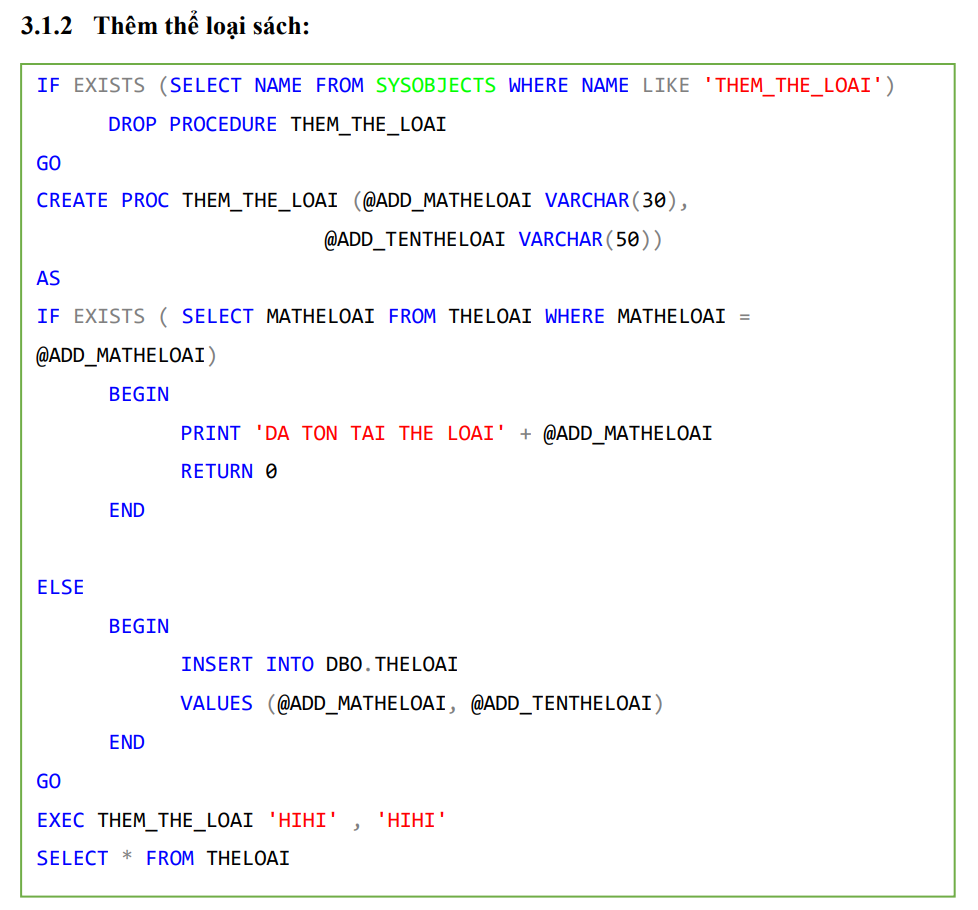 3.1.2 Thêm thể loại sách:
IF EXISTS (SELECT NAME FROM SYSOBJECTS WHERE NAME LIKE 'THEM_THE_LOAI')
DROP PROCEDURE THEM_THE_LOAI
GO
CREATE PROC THEM_THE_LOAI (@ADD_MATHELOAI VARCHAR(30),
@ADD_TENTHELOAI VARCHAR(50))
AS
IF EXISTS ( SELECT MATHELOAI FROM THELOAI WHERE MATHELOAI =
@ADD_MATHELOAI)
BEGIN
PRINT 'DA TON TAI THE LOAI' + @ADD_MATHELOAI
RETURN 0
END
ELSE
BEGIN
INSERT INTO DBO.THELOAI
VALUES (@ADD_MATHELOAI, @ADD_TENTHELOAI)
END
GO
EXEC THEM_THE_LOAI 'HIHI' , 'HIHI'
SELECT * FROM THELOAI